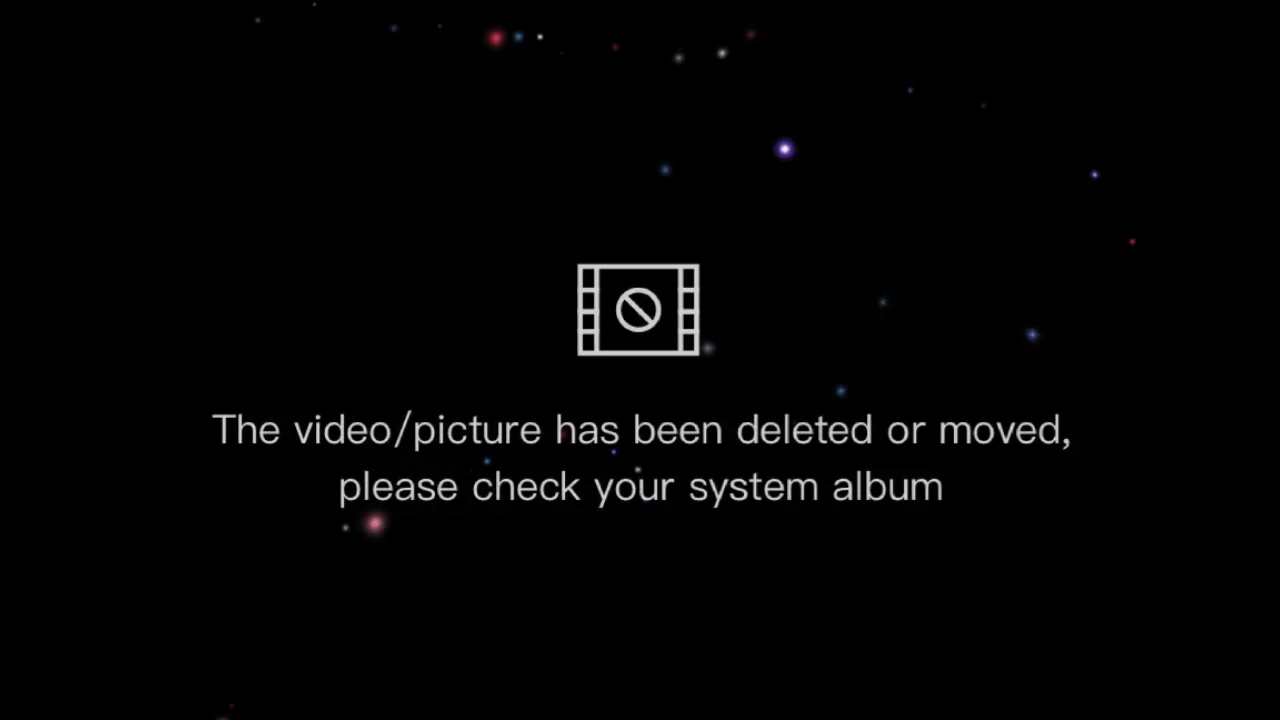 The video/picture has been deleted or moved,
please check your system album